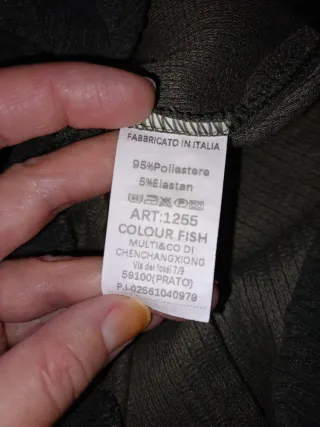 FABBRICATO IN ITALIA
95%Poliestere
5%Elastan
ART:1255
COLOUR FISH
MULTI&CO DI
CHENCHANGXIONG
Via dei fossi 7/9
59100(PRATO)
P.I-02561040979